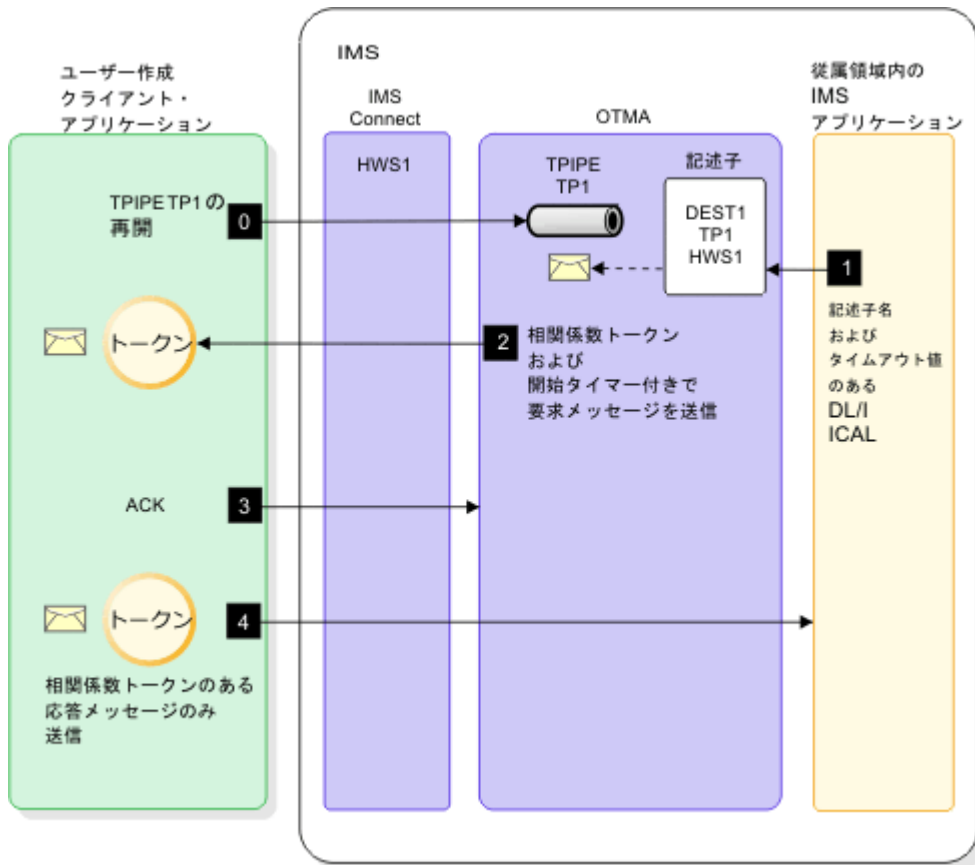 IMS
ユーザー作成
クライアント・
アプリケーション
IMS
Connect
OTMA
従属領域内の
IMS
アプリケーション
HWS1
TPIPE
TP1
記述子
DEST1
TP1
HWS1
TPIPE TP1 の
再開
0
1
記述子名
および
タイムアウト値
のある
DL/I
ICAL
トークン
2
相関係数トークン
および
開始タイマー付きで
要求メッセージを送信
ACK
3
トークン
4
相関係数トークンのある
応答メッセージのみ
送信